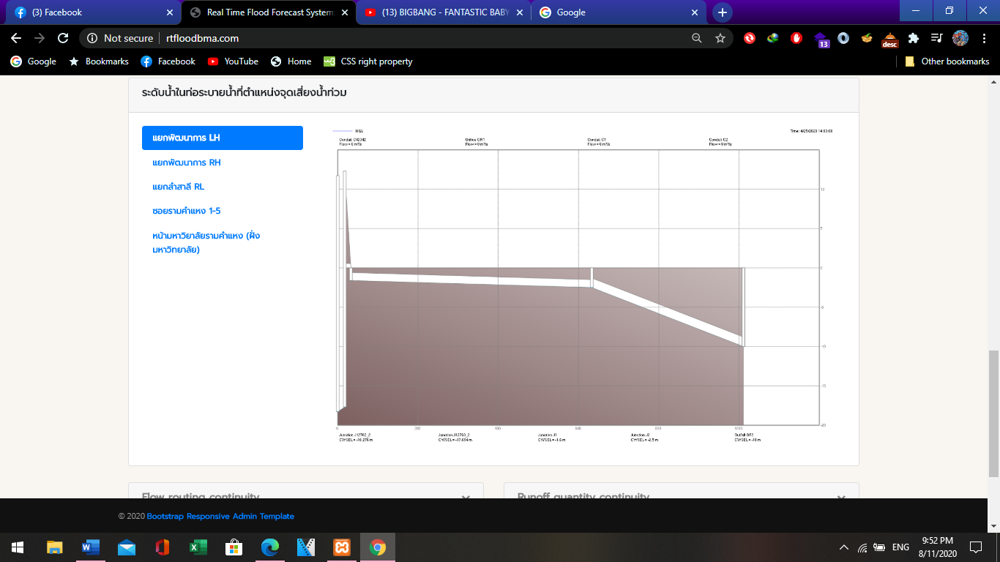 (3) Facebook
Real Time Flood Forecast System
(13) BIGBANG - FANTASTIC BABY
Google
Not secure
rtfloodbma.com
13
desc
Google
Bookmarks
Facebook
YouTube
Home
CSS right property
Other bookmarks
ระดับน้ำในท่อระบายน้ำที่ตำแหน่งจุดเสี่ยงน้ำท่วม
แยกพัฒนาการ LH
แยกพัฒนาการ RH
แยกลำสาลี RL
ซอยรามคำแหง 1-5
หน้ามหาวิยาลัยรามคำแหง (ฝั่ง
มหาวิทยาลัย)
HGL
Time: 4/25/2020 14:03:00
Conduit C42342
Flow = 0 m³/s
Orifice OR1
Flow = 0 m³/s
Conduit C1
Flow = 0 m³/s
Conduit C2
Flow = 0 m³/s
10
5
0
-5
-10
-15
-20
0
200
400
600
800
1000
Junction J12762_2
CWSEL = -18.276 m
Junction J12763_2
CWSEL = -17.694 m
Junction J1
CWSEL = -1.6 m
Junction J2
CWSEL = -2.5 m
Outfall OF2
CWSEL = -10 m
Flow routing continuity
Runoff quantity continuity
© 2020 Bootstrap Responsive Admin Template
ENG
9:52 PM
8/11/2020